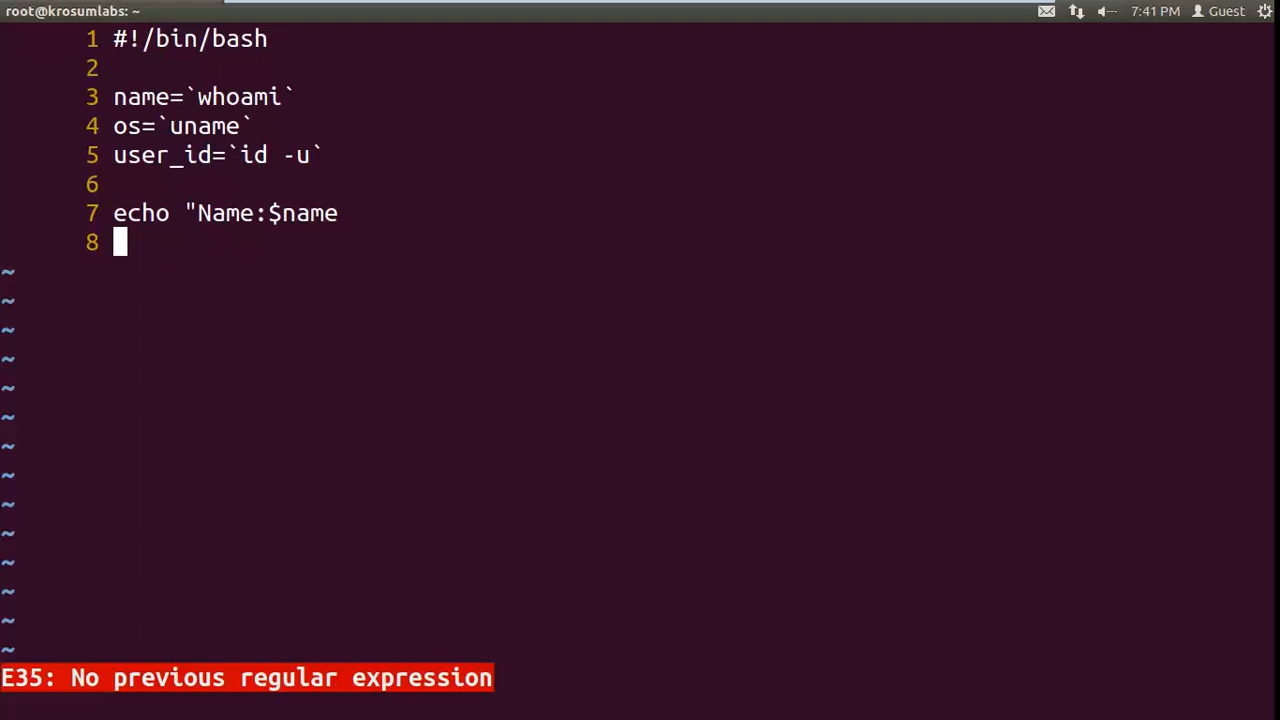 root@krosumlabs: ~ 7:41 PM Guest
1 #!/bin/bash
2
3 name=`whoami`
4 os=`uname`
5 user_id=`id -u`
6
7 echo "Name:$name
8
~
~
~
~
~
~
~
~
~
~
~
~
~
~
E35: No previous regular expression